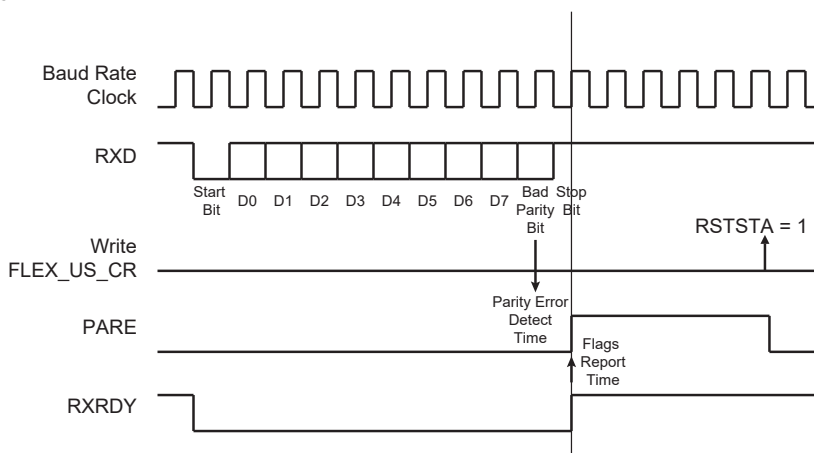 Baud Rate
Clock
RXD
Start
Bit
D0 D1 D2 D3 D4 D5 D6 D7
Bad
Parity
Bit
Stop
Bit
RSTSTA = 1
Write
FLEX_US_CR
Parity Error
Detect
Time
PARE
Flags
Report
Time
RXRDY